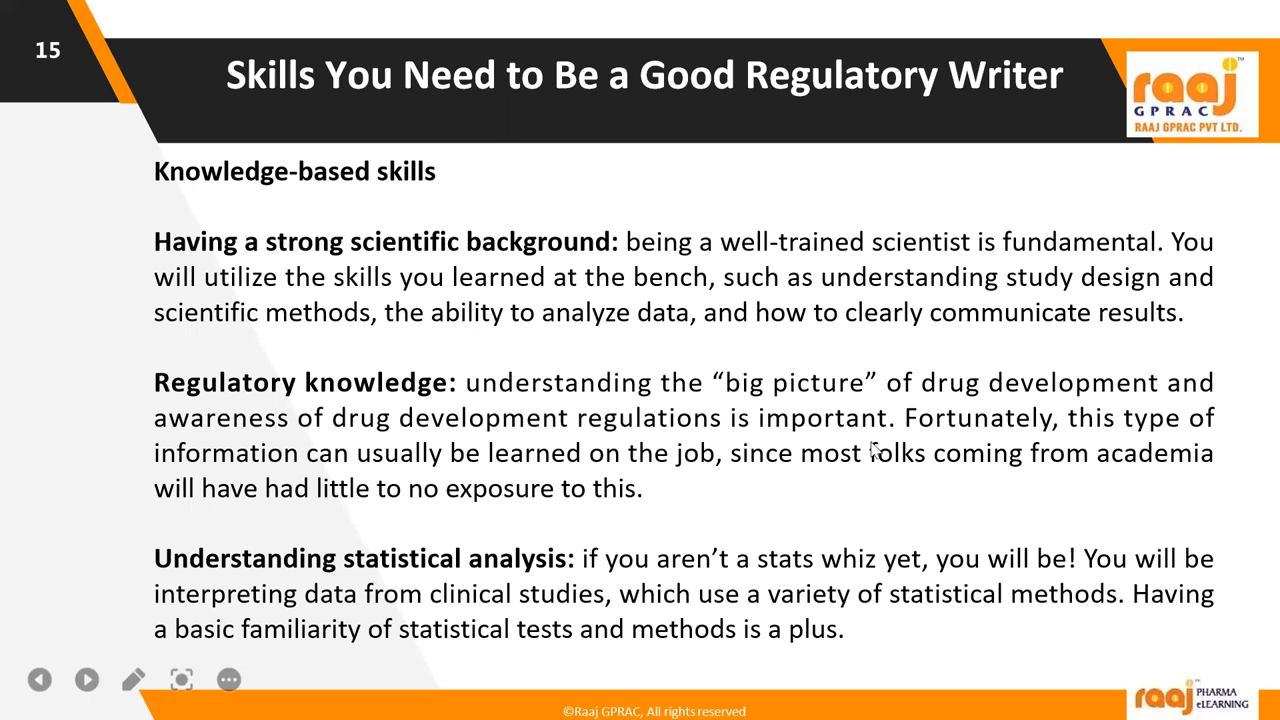 15
Skills You Need to Be a Good Regulatory Writer
raaj
TM
GPRAC
RAAJ GPRAC PVT LTD.
Knowledge-based skills
Having a strong scientific background: being a well-trained scientist is fundamental. You
will utilize the skills you learned at the bench, such as understanding study design and
scientific methods, the ability to analyze data, and how to clearly communicate results.
Regulatory knowledge: understanding the “big picture” of drug development and
awareness of drug development regulations is important. Fortunately, this type of
information can usually be learned on the job, since most folks coming from academia
will have had little to no exposure to this.
Understanding statistical analysis: if you aren’t a stats whiz yet, you will be! You will be
interpreting data from clinical studies, which use a variety of statistical methods. Having
a basic familiarity of statistical tests and methods is a plus.
©Raaj GPRAC, All rights reserved
raaj PHARMA
eLEARNING